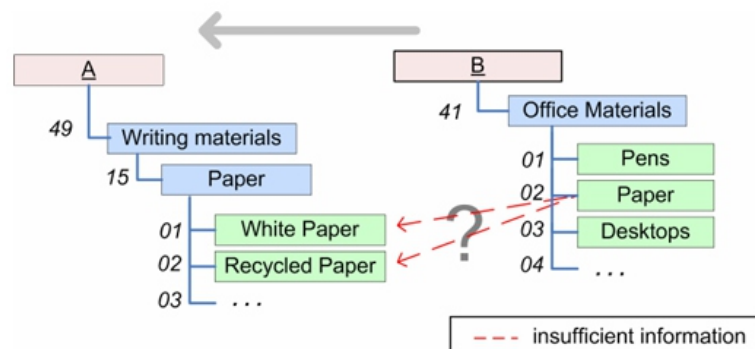 A
B
49
Writing materials
41
Office Materials
15
Paper
01
Pens
02
Paper
01
White Paper
03
Desktops
02
Recycled Paper
04
...
03
...
?
insufficient information